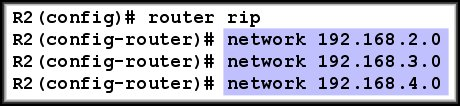 R2(config)# router rip
R2(config-router)# network 192.168.2.0
R2(config-router)# network 192.168.3.0
R2(config-router)# network 192.168.4.0